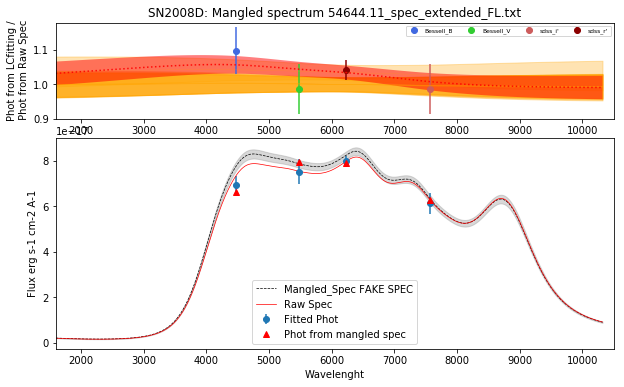 SN2008D: Mangled spectrum 54644.11_spec_extended_FL.txt
Phot from LCfitting /
Phot from Raw Spec
1.1
1.0
0.9
Bessell_B
Bessell_V
sdss_i'
sdss_r'
2000 3000 4000 5000 6000 7000 8000 9000 10000
1e−17
Flux erg s-1 cm-2 A-1
8
6
4
2
0
Mangled_Spec FAKE SPEC
Raw Spec
Fitted Phot
Phot from mangled spec
2000 3000 4000 5000 6000 7000 8000 9000 10000
Wavelenght